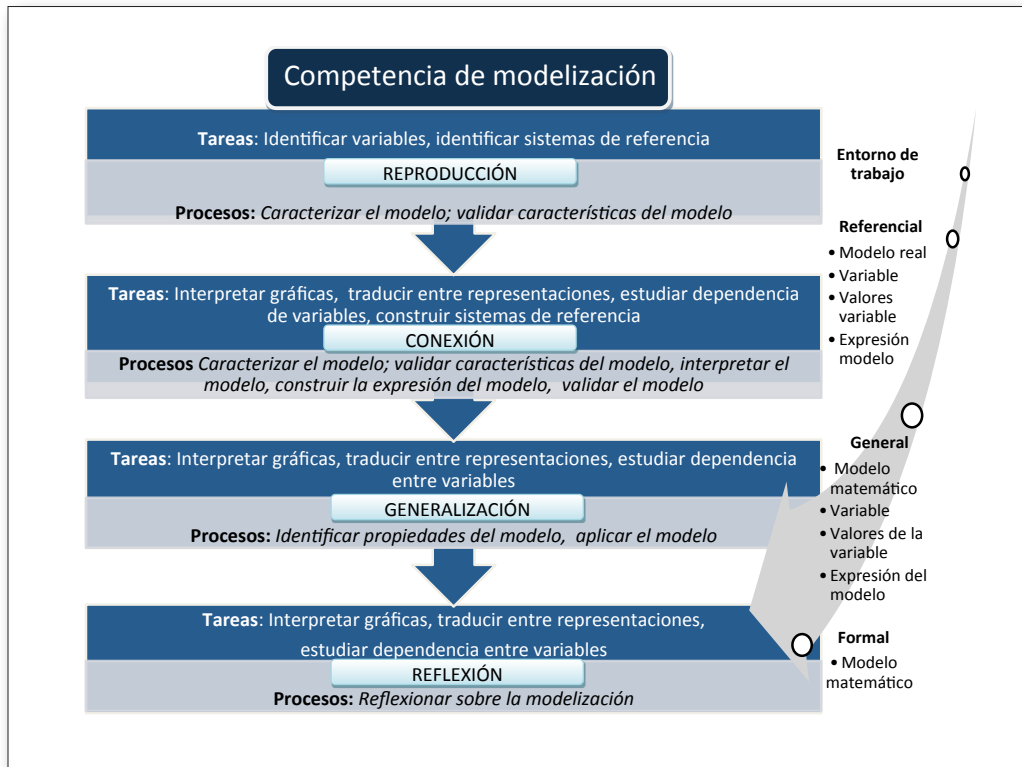 Competencia de modelización
Tareas: Identificar variables, identificar sistemas de referencia
REPRODUCCIÓN
Procesos: Caracterizar el modelo; validar características del modelo
Tareas: Interpretar gráficas, traducir entre representaciones, estudiar dependencia
de variables, construir sistemas de referencia
CONEXIÓN
Procesos Caracterizar el modelo; validar características del modelo, interpretar el
modelo, construir la expresión del modelo, validar el modelo
Tareas: Interpretar gráficas, traducir entre representaciones, estudiar dependencia
entre variables
GENERALIZACIÓN
Procesos: Identificar propiedades del modelo, aplicar el modelo
Tareas: Interpretar gráficas, traducir entre representaciones,
estudiar dependencia entre variables
REFLEXIÓN
Procesos: Reflexionar sobre la modelización
Entorno de
trabajo
Referencial
• Modelo real
• Variable
• Valores
variable
• Expresión
modelo
General
• Modelo
matemático
• Variable
• Valores de la
variable
• Expresión del
modelo
Formal
• Modelo
matemático